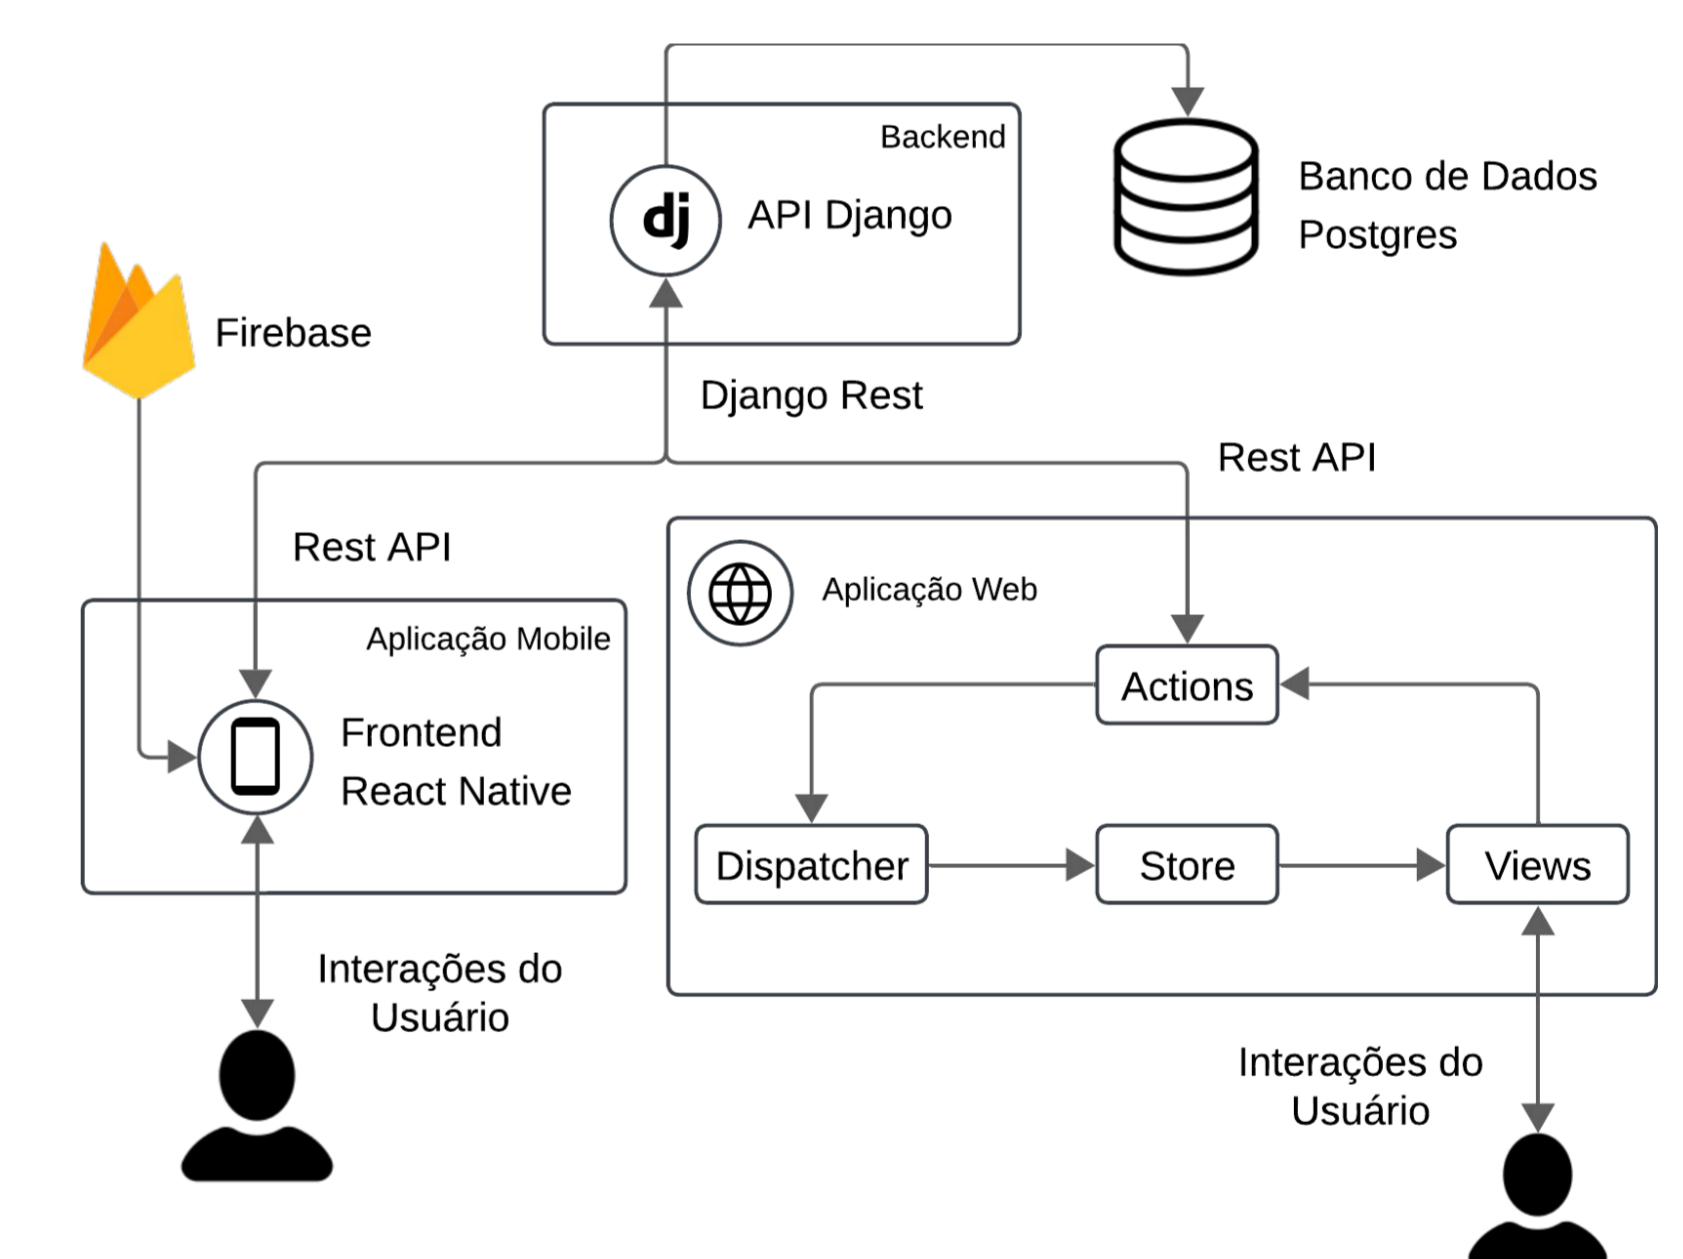 Backend
dj
API Django
Banco de Dados
Postgres
Firebase
Django Rest
Rest API
Rest API
Aplicação Mobile
Frontend
React Native
Aplicação Web
Actions
Dispatcher
Store
Views
Interações do
Usuário
Interações do
Usuário